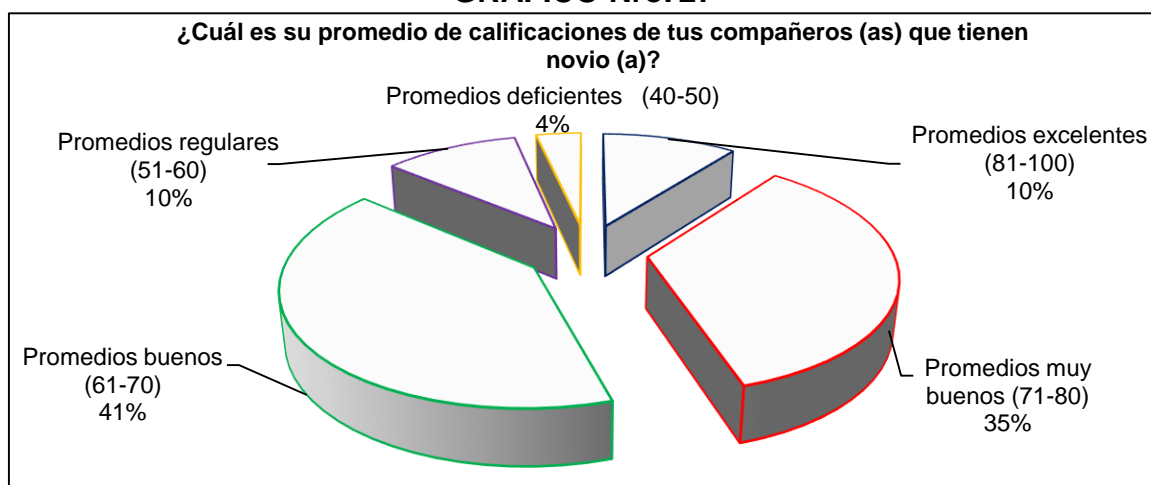 ¿Cuál es su promedio de calificaciones de tus compañeros (as) que tienen
novio (a)?
Promedios deficientes (40-50)
4%
Promedios regulares
(51-60)
10%
Promedios excelentes
(81-100)
10%
Promedios buenos
(61-70)
41%
Promedios muy
buenos (71-80)
35%